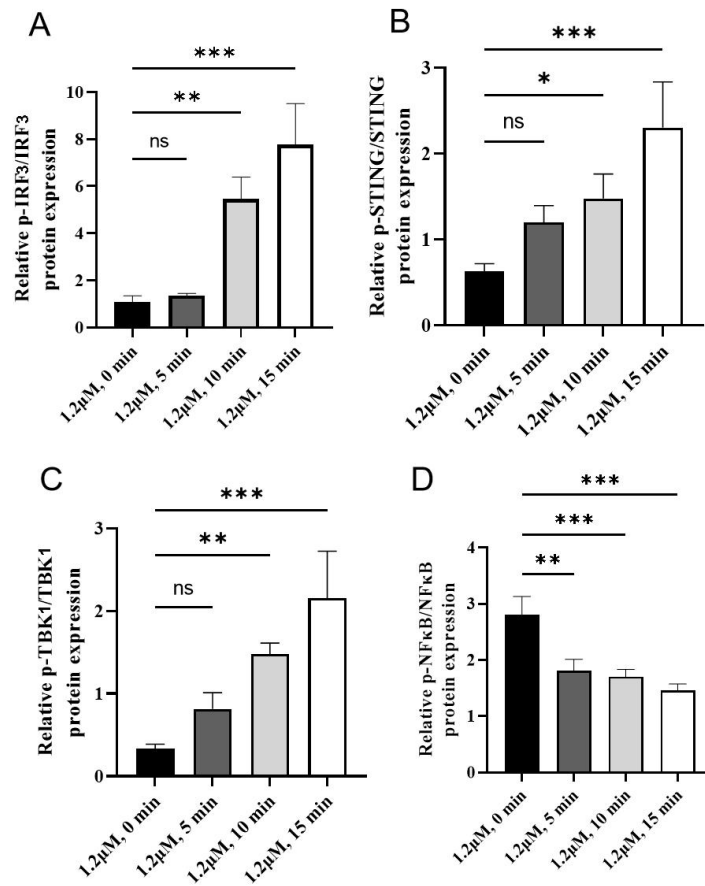 A
***
**
ns
Relative p-IRF3/IRF3
protein expression
10
8
6
4
2
0
1.2μM, 0 min
1.2μM, 5 min
1.2μM, 10 min
1.2μM, 15 min
B
***
*
ns
Relative p-STING/STING
protein expression
3
2
1
0
1.2μM, 0 min
1.2μM, 5 min
1.2μM, 10 min
1.2μM, 15 min
C
***
**
ns
Relative p-TBK1/TBK1
protein expression
3
2
1
0
1.2μM, 0 min
1.2μM, 5 min
1.2μM, 10 min
1.2μM, 15 min
D
***
***
**
Relative p-NFκB/NFκB
protein expression
4
3
2
1
0
1.2μM, 0 min
1.2μM, 5 min
1.2μM, 10 min
1.2μM, 15 min